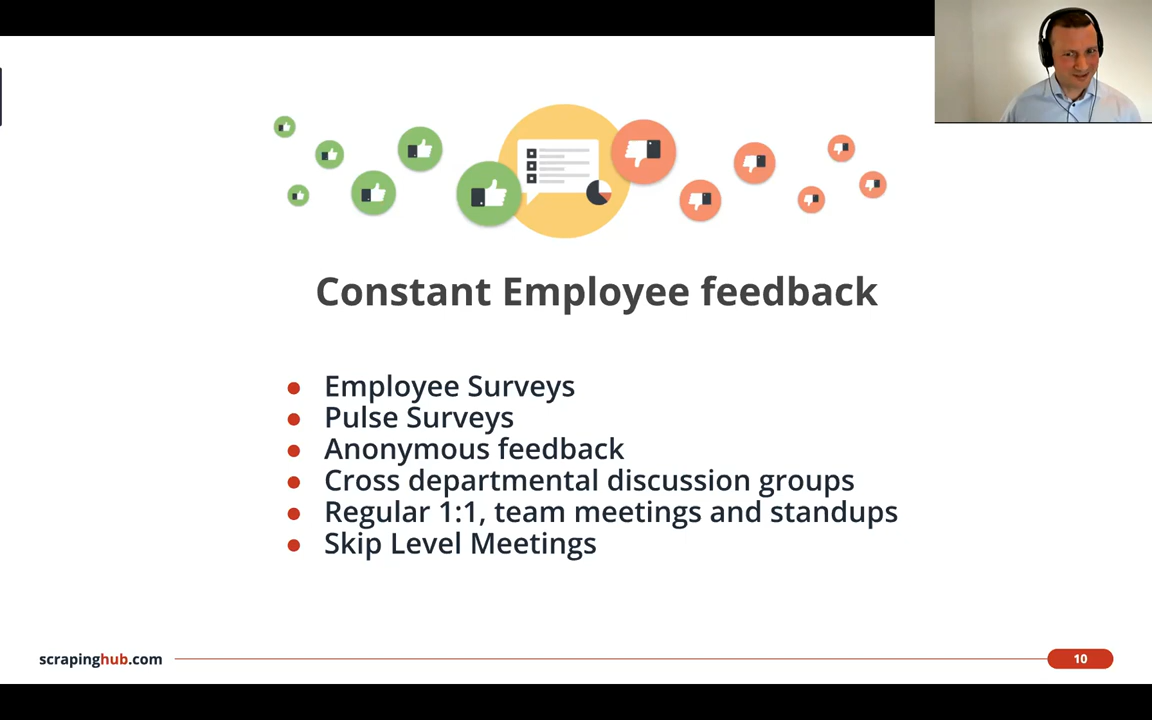 Constant Employee feedback
Employee Surveys
Pulse Surveys
Anonymous feedback
Cross departmental discussion groups
Regular 1:1, team meetings and standups
Skip Level Meetings
scrapinghub.com
10